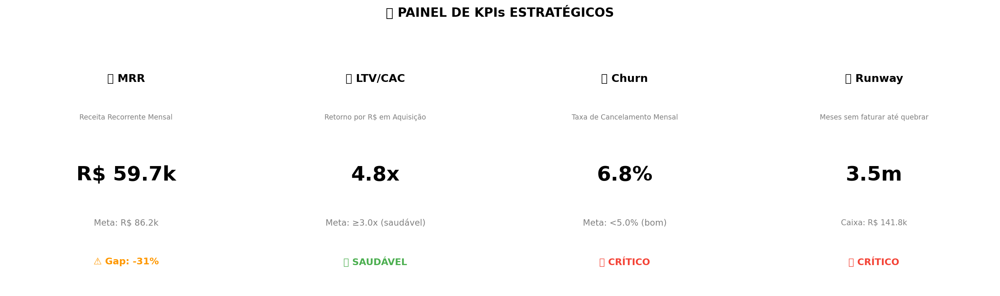 PAINEL DE KPIs ESTRATÉGICOS
MRR
Receita Recorrente Mensal
R$ 59.7k
Meta: R$ 86.2k
⚠ Gap: -31%
LTV/CAC
Retorno por R$ em Aquisição
4.8x
Meta: ≥3.0x (saudável)
SAUDÁVEL
Churn
Taxa de Cancelamento Mensal
6.8%
Meta: <5.0% (bom)
CRÍTICO
Runway
Meses sem faturar até quebrar
3.5m
Caixa: R$ 141.8k
CRÍTICO